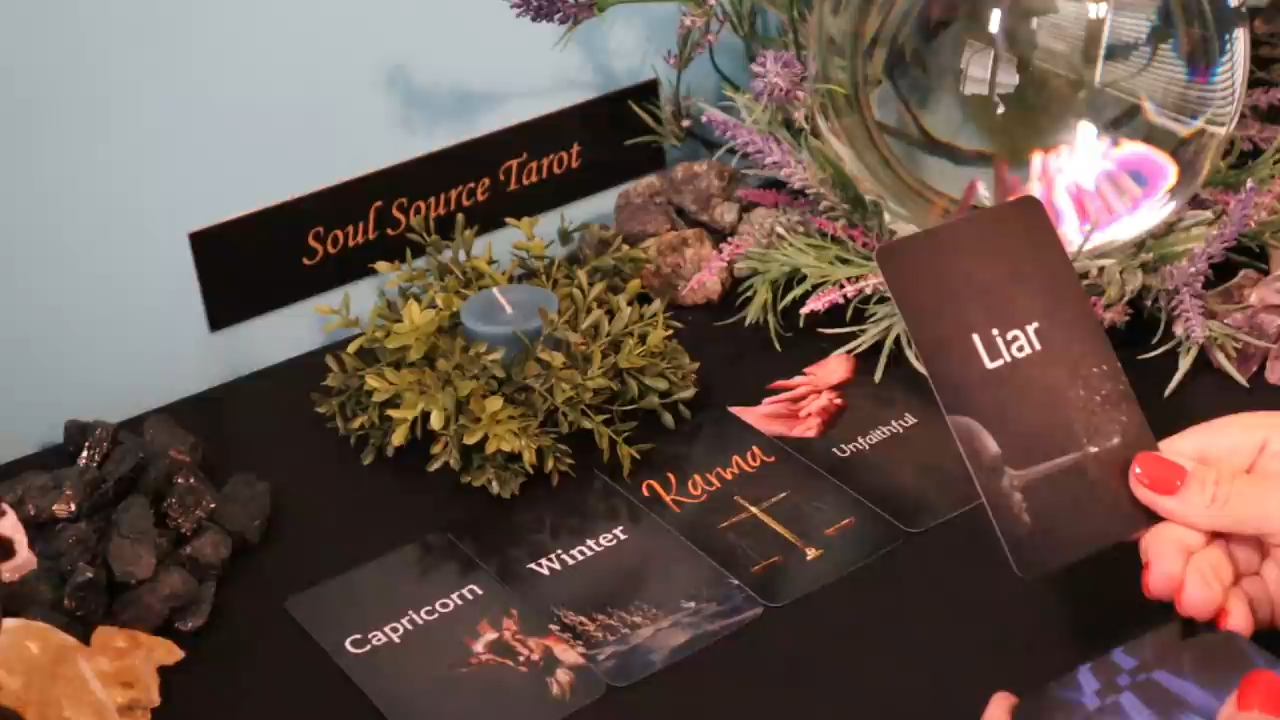 Soul Source Tarot
Capricorn
Winter
Karma
Unfaithful
Liar